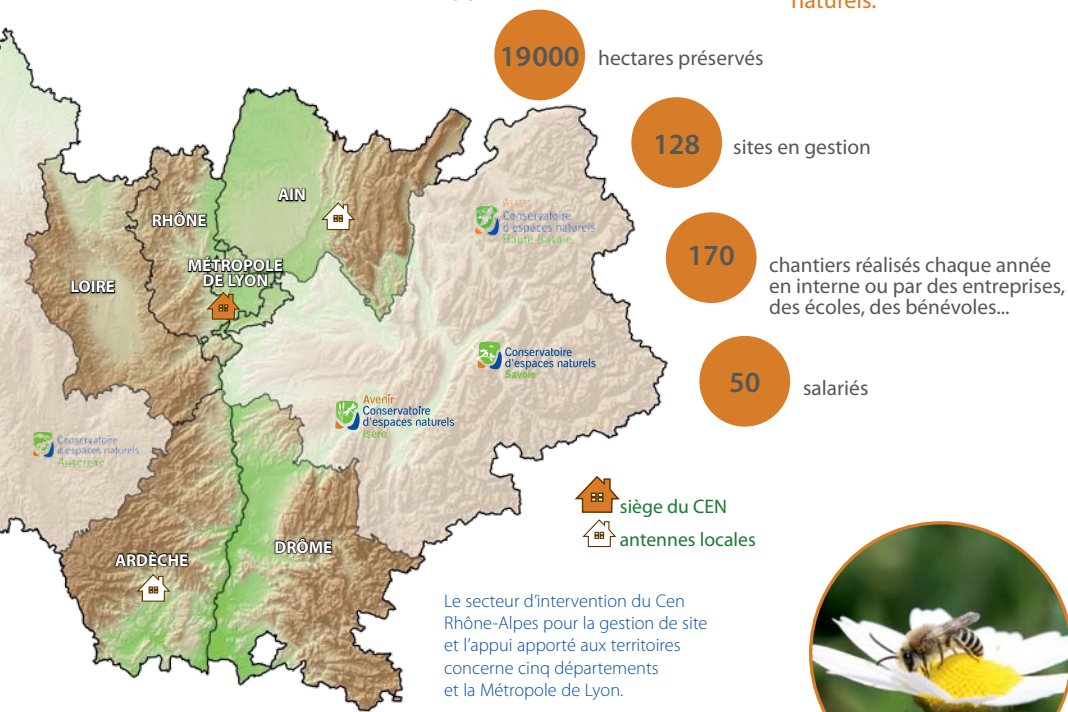 naturels.
19000 hectares préservés
128 sites en gestion
170
chantiers réalisés chaque année
en interne ou par des entreprises,
des écoles, des bénévoles...
50 salariés
AIN
RHÔNE
MÉTROPOLE
DE LYON
LOIRE
ARDÈCHE
DRÔME
Asters
Conservatoire
d'espaces naturels
Haute-Savoie
Conservatoire
d'espaces naturels
Savoie
Avenir
Conservatoire
d'espaces naturels
Isère
Conservatoire
d'espaces naturels
Auvergne
siège du CEN
antennes locales
Le secteur d'intervention du Cen
Rhône-Alpes pour la gestion de site
et l'appui apporté aux territoires
concerne cinq départements
et la Métropole de Lyon.